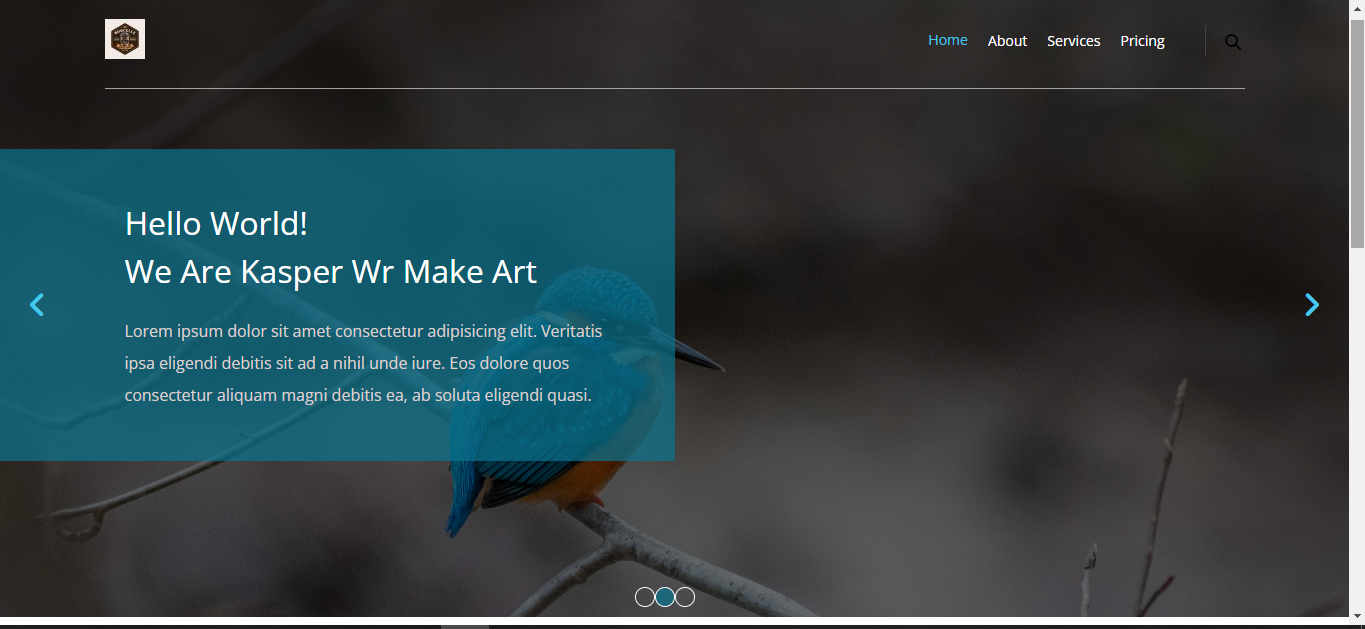 Home About Services Pricing
Hello World!
We Are Kasper Wr Make Art
Lorem ipsum dolor sit amet consectetur adipisicing elit. Veritatis
ipsa eligendi debitis sit ad a nihil unde iure. Eos dolore quos
consectetur aliquam magni debitis ea, ab soluta eligendi quasi.